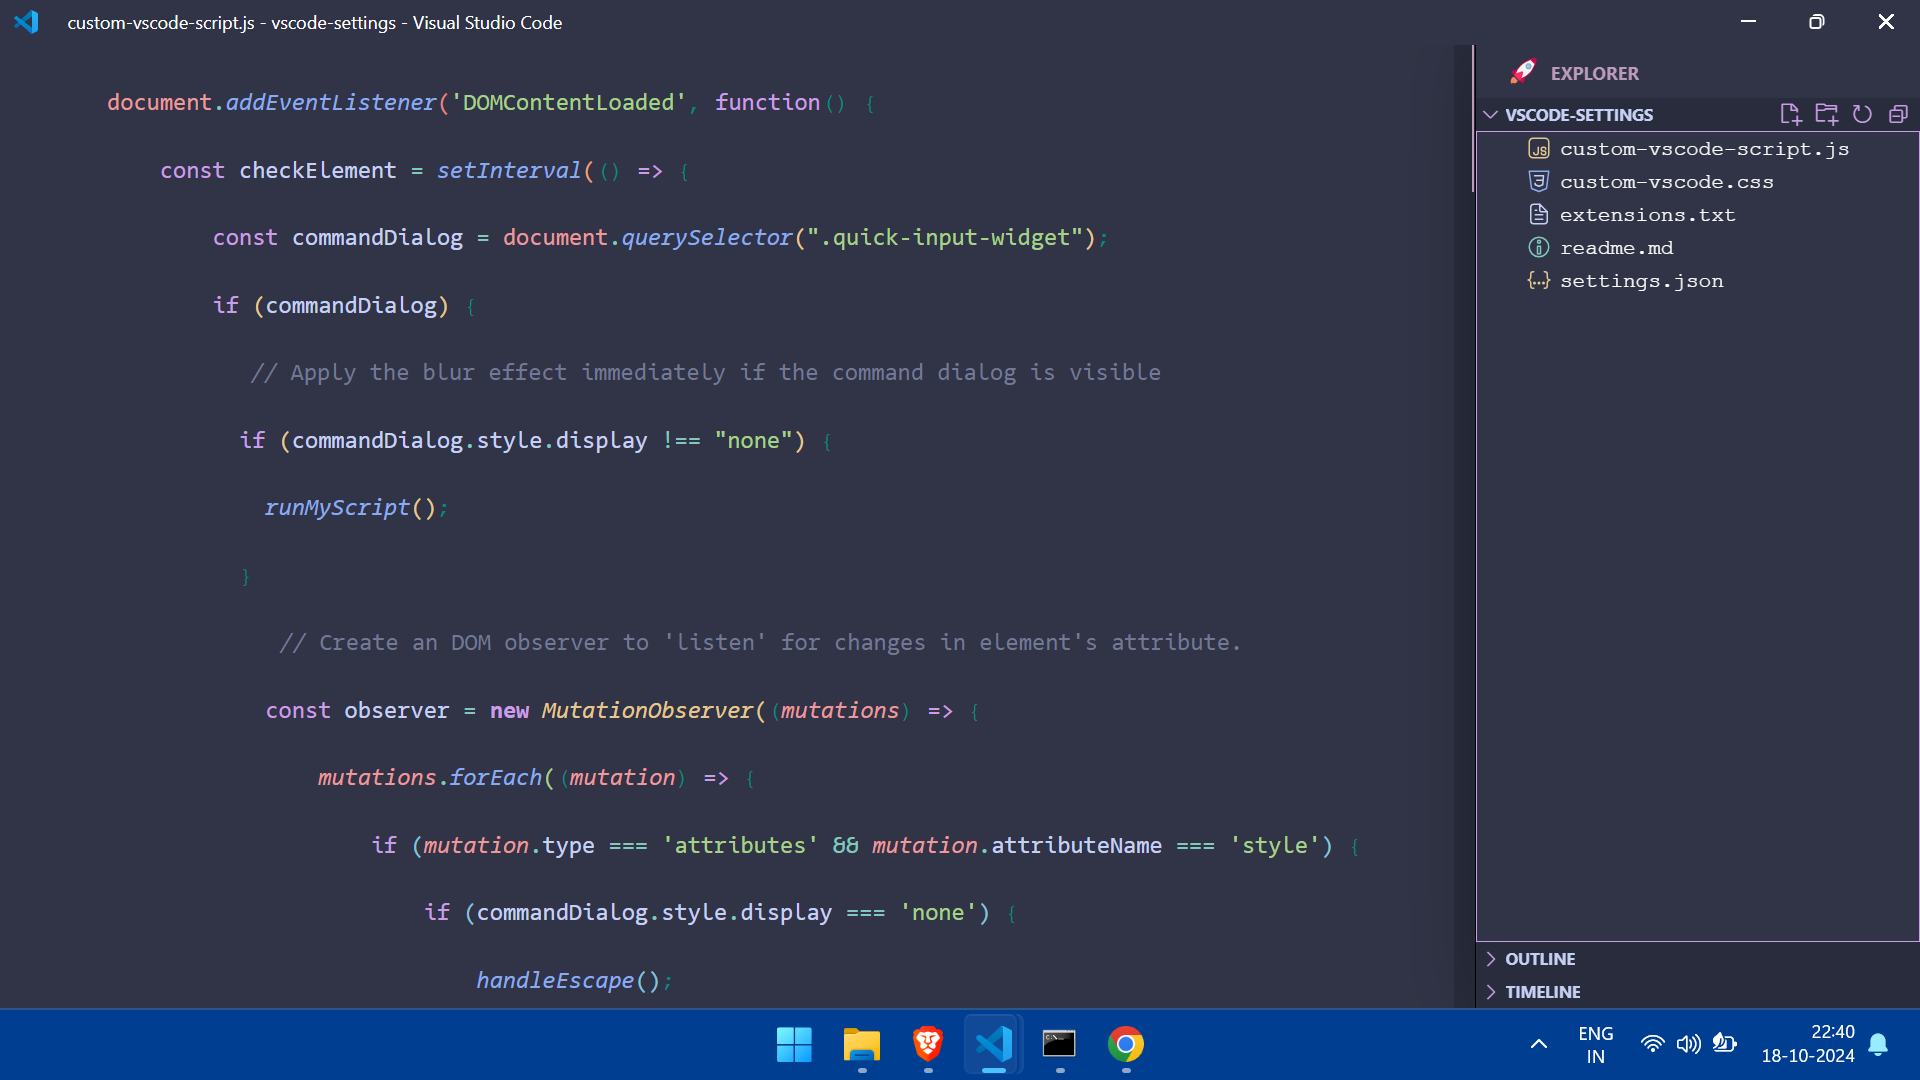 custom-vscode-script.js - vscode-settings - Visual Studio Code
document.addEventListener('DOMContentLoaded', function() {
const checkElement = setInterval(() => {
const commandDialog = document.querySelector(".quick-input-widget");
if (commandDialog) {
// Apply the blur effect immediately if the command dialog is visible
if (commandDialog.style.display !== "none") {
runMyScript();
}
// Create an DOM observer to 'listen' for changes in element's attribute.
const observer = new MutationObserver((mutations) => {
mutations.forEach((mutation) => {
if (mutation.type === 'attributes' && mutation.attributeName === 'style') {
if (commandDialog.style.display === 'none') {
handleEscape();
EXPLORER
VSCODE-SETTINGS
JS custom-vscode-script.js
custom-vscode.css
extensions.txt
readme.md
{...} settings.json
OUTLINE
TIMELINE
ENG
IN
22:40
18-10-2024